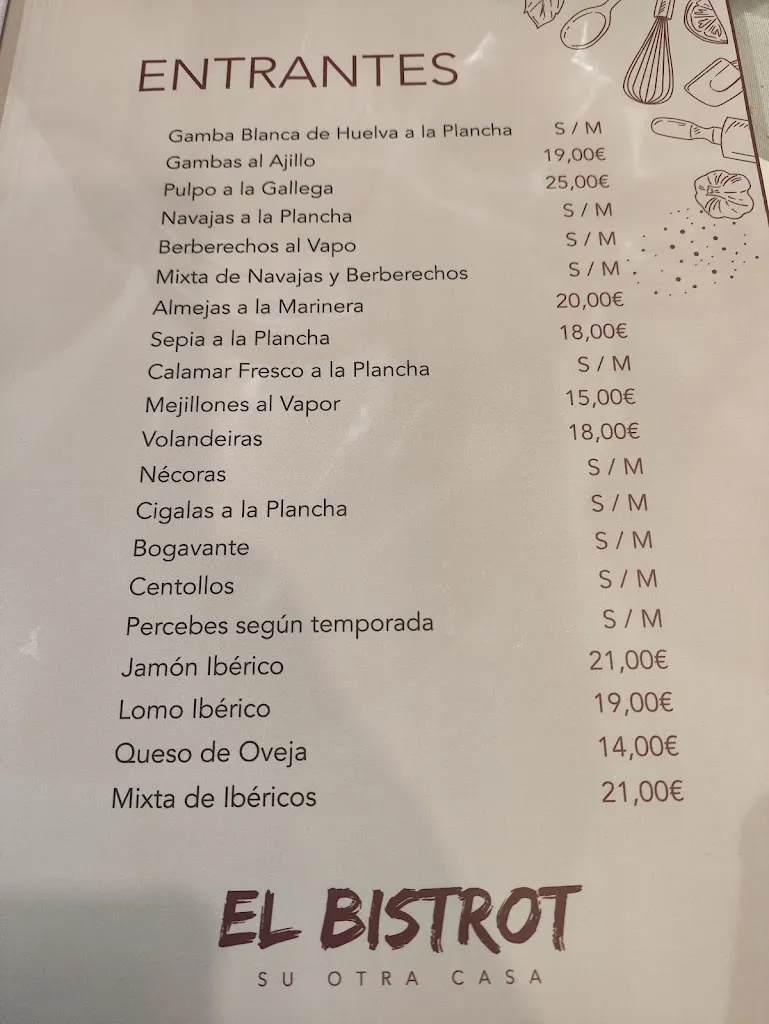 ENTRANTES
Gamba Blanca de Huelva a la Plancha S / M
Gambas al Ajillo 19,00€
Pulpo a la Gallega 25,00€
Navajas a la Plancha S / M
Berberechos al Vapo S / M
Mixta de Navajas y Berberechos S / M
Almejas a la Marinera 20,00€
Sepia a la Plancha 18,00€
Calamar Fresco a la Plancha S / M
Mejillones al Vapor 15,00€
Volandeiras 18,00€
Nécoras S / M
Cigalas a la Plancha S / M
Bogavante S / M
Centollos S / M
Percebes según temporada S / M
Jamón Ibérico 21,00€
Lomo Ibérico 19,00€
Queso de Oveja 14,00€
Mixta de Ibéricos 21,00€
EL BISTROT
SU OTRA CASA